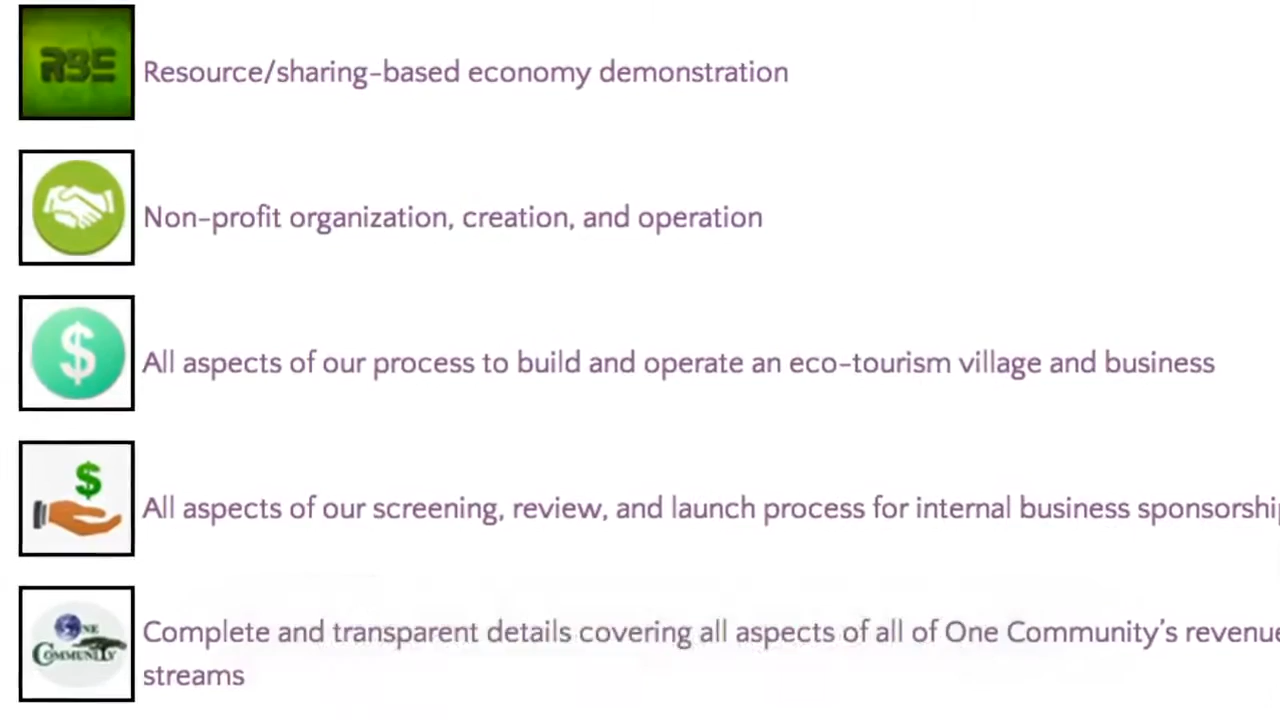 RBE
Resource/sharing-based economy demonstration
Non-profit organization, creation, and operation
$
All aspects of our process to build and operate an eco-tourism village and business
$
All aspects of our screening, review, and launch process for internal business sponsorshi
ONE
COMMUNITY
Complete and transparent details covering all aspects of all of One Community's revenue
streams